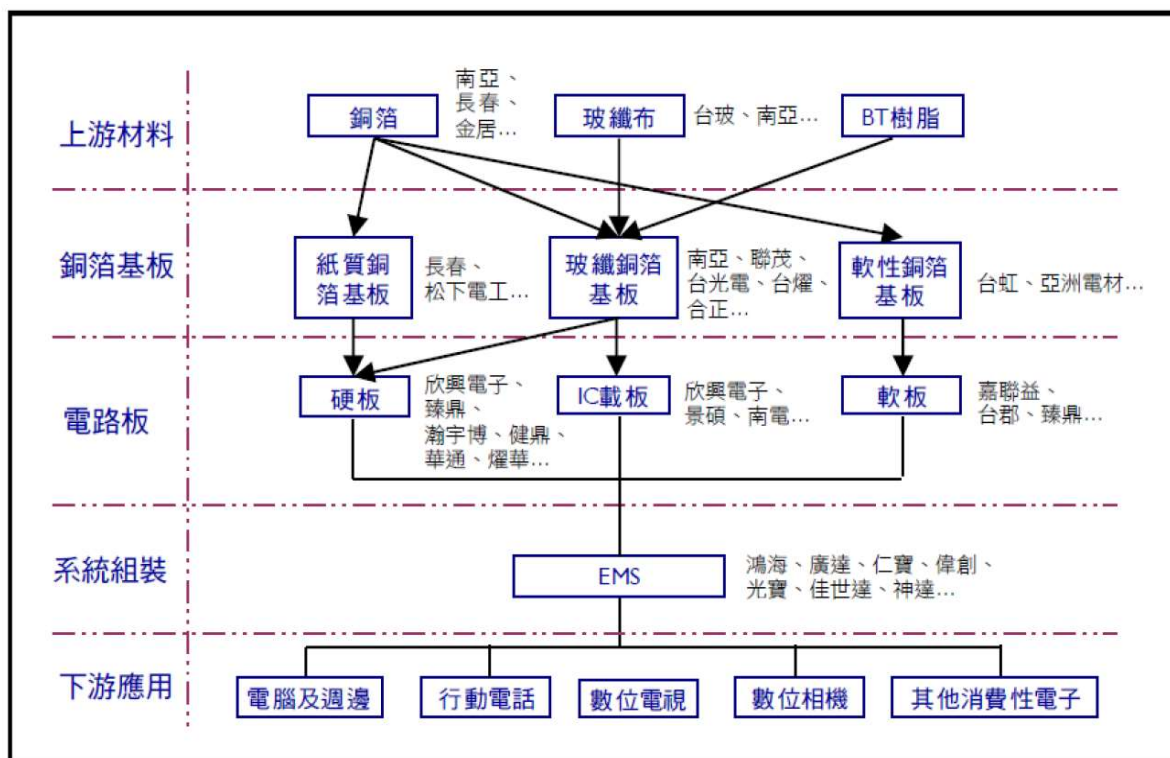 上游材料
銅箔
南亞、
長春、
金居...
玻纖布
台玻、南亞...
BT樹脂
銅箔基板
紙質銅
箔基板
長春、
松下電工...
玻纖銅箔
基板
南亞、聯茂、
台光電、台燿、
合正...
軟性銅箔
基板
台虹、亞洲電材...
電路板
硬板
欣興電子、
臻鼎、
瀚宇博、健鼎、
華通、燿華...
IC載板
欣興電子、
景碩、南電...
軟板
嘉聯益、
台郡、臻鼎...
系統組裝
EMS
鴻海、廣達、仁寶、偉創、
光寶、佳世達、神達...
下游應用
電腦及週邊
行動電話
數位電視
數位相機
其他消費性電子